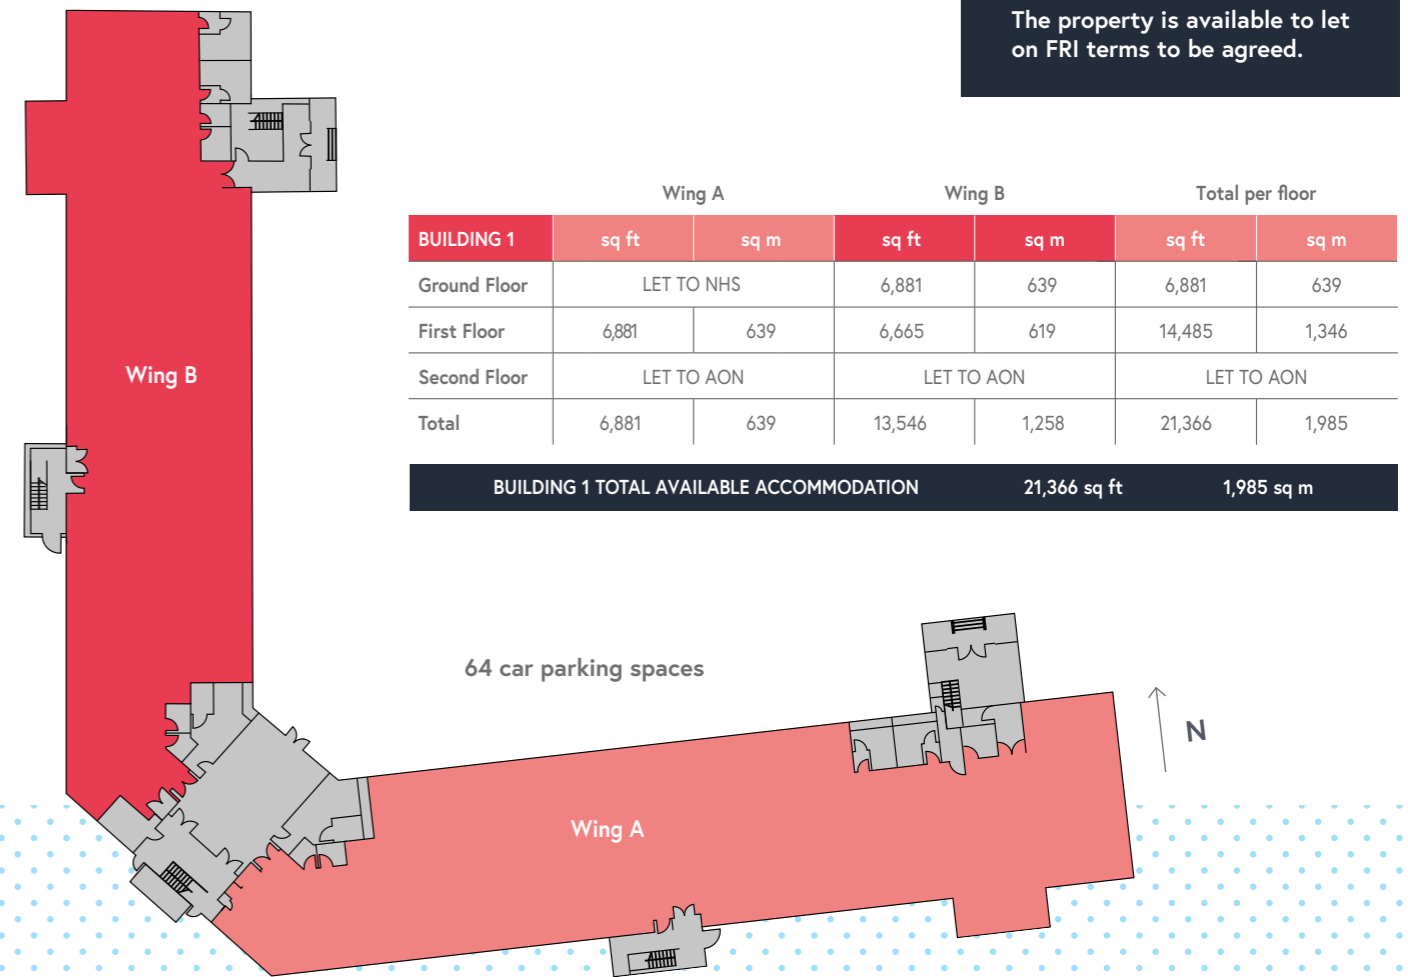 The property is available to let
on FRI terms to be agreed.
Wing A Wing B Total per floor
BUILDING 1 sq ft sq m sq ft sq m sq ft sq m
Ground Floor LET TO NHS 6,881 639 6,881 639
First Floor 6,881 639 6,665 619 14,485 1,346
Second Floor LET TO AON LET TO AON LET TO AON
Total 6,881 639 13,546 1,258 21,366 1,985
BUILDING 1 TOTAL AVAILABLE ACCOMMODATION 21,366 sq ft 1,985 sq m
Wing B
64 car parking spaces
N
Wing A